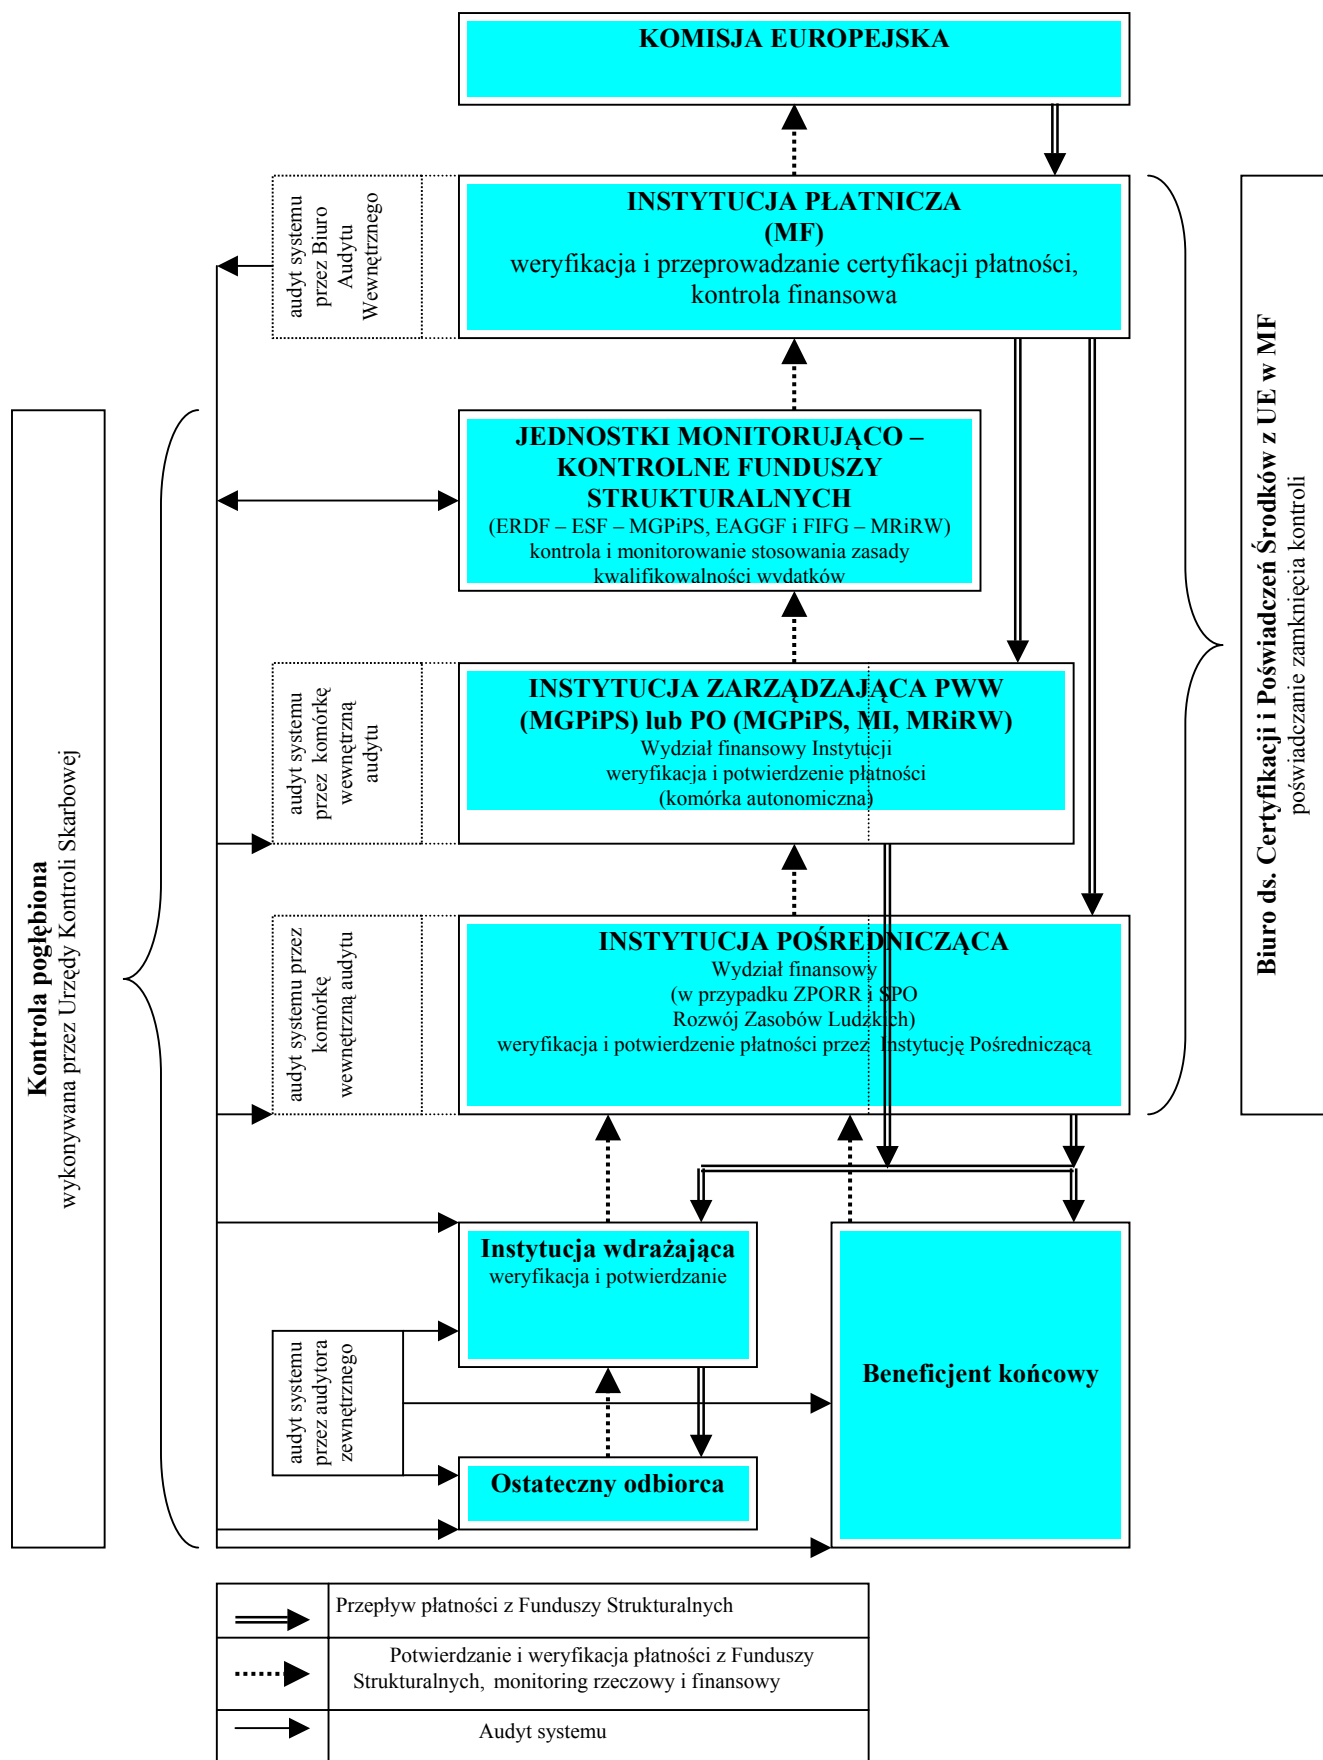 KOMISJA EUROPEJSKA
audyt systemu
przez Biuro
Audytu
Wewnętrznego
INSTYTUCJA PŁATNICZA
(MF)
weryfikacja i przeprowadzanie certyfikacji płatności,
kontrola finansowa
Biuro ds. Certyfikacji i Poświadczeń Środków z UE w MF
poświadczanie zamknięcia kontroli
Kontrola pogłębiona
wykonywana przez Urzędy Kontroli Skarbowej
JEDNOSTKI MONITORUJĄCO –
KONTROLNE FUNDUSZY
STRUKTURALNYCH
(ERDF – ESF – MGPiPS, EAGGF i FIFG – MRiRW)
kontrola i monitorowanie stosowania zasady
kwalifikowalności wydatków
audyt systemu
przez komórkę
wewnętrzną
audytu
INSTYTUCJA ZARZĄDZAJĄCA PWW
(MGPiPS) lub PO (MGPiPS, MI, MRiRW)
Wydział finansowy Instytucji
weryfikacja i potwierdzenie płatności
(komórka autonomiczna)
audyt systemu przez
komórkę
wewnętrzną audytu
INSTYTUCJA POŚREDNICZĄCA
Wydział finansowy
(w przypadku ZPORR i SPO
Rozwój Zasobów Ludzkich)
weryfikacja i potwierdzenie płatności przez Instytucję Pośredniczącą
Instytucja wdrażająca
weryfikacja i potwierdzanie
audyt systemu
przez audytora
zewnętrznego
Beneficjent końcowy
Ostateczny odbiorca
Przepływ płatności z Funduszy Strukturalnych
Potwierdzanie i weryfikacja płatności z Funduszy
Strukturalnych, monitoring rzeczowy i finansowy
Audyt systemu